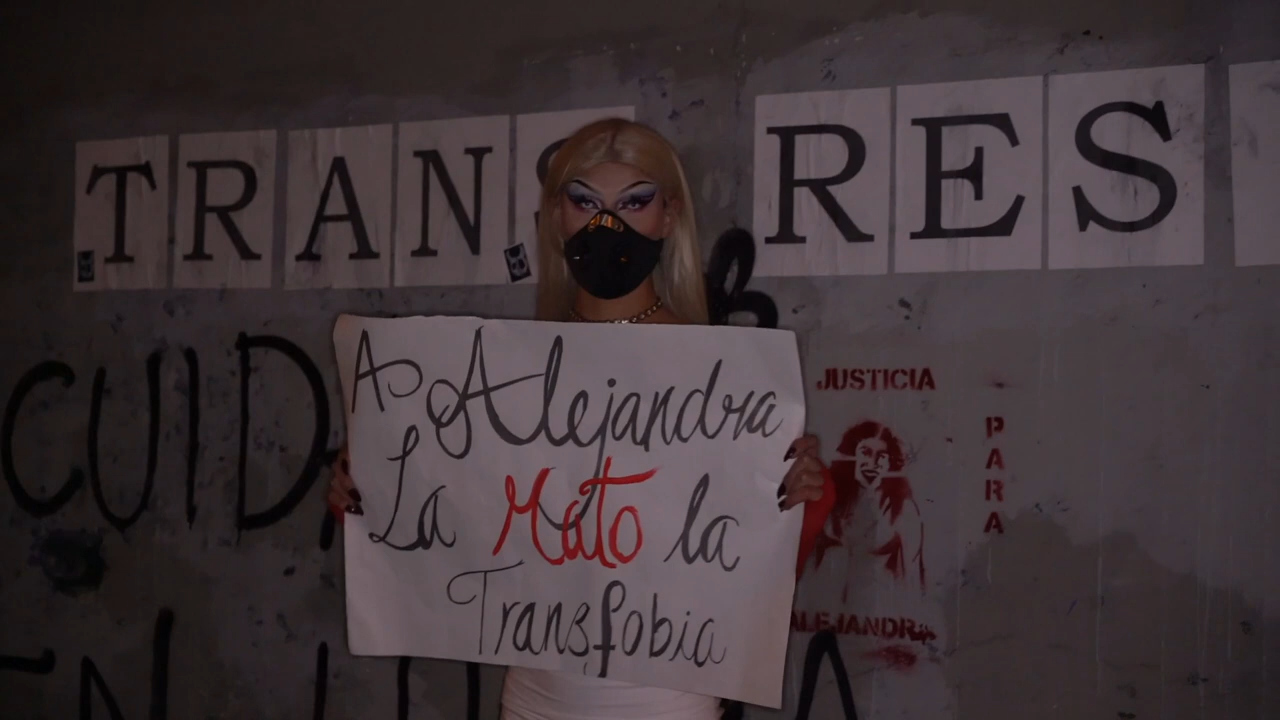 TRANS RES
A Alejandra
La Mato la
Transfobia
JUSTICIA
PARA
ALEJANDRA
CUID